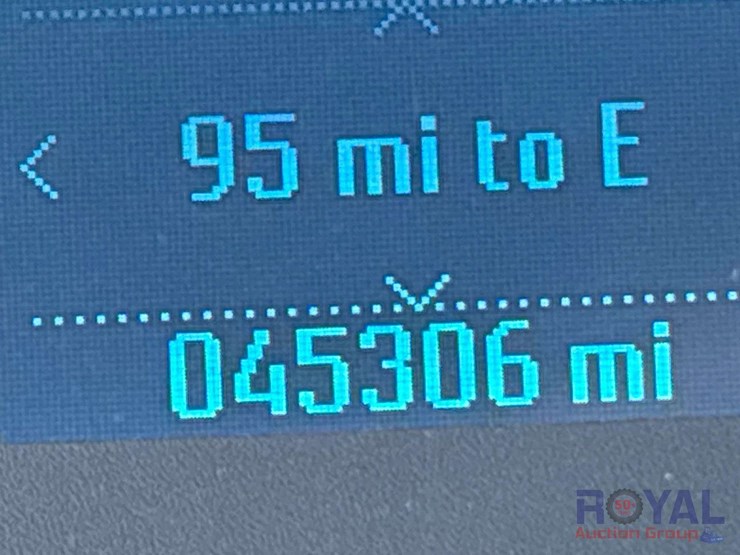 < 95 mi to E
045306 mi
ROYAL
Auction Group